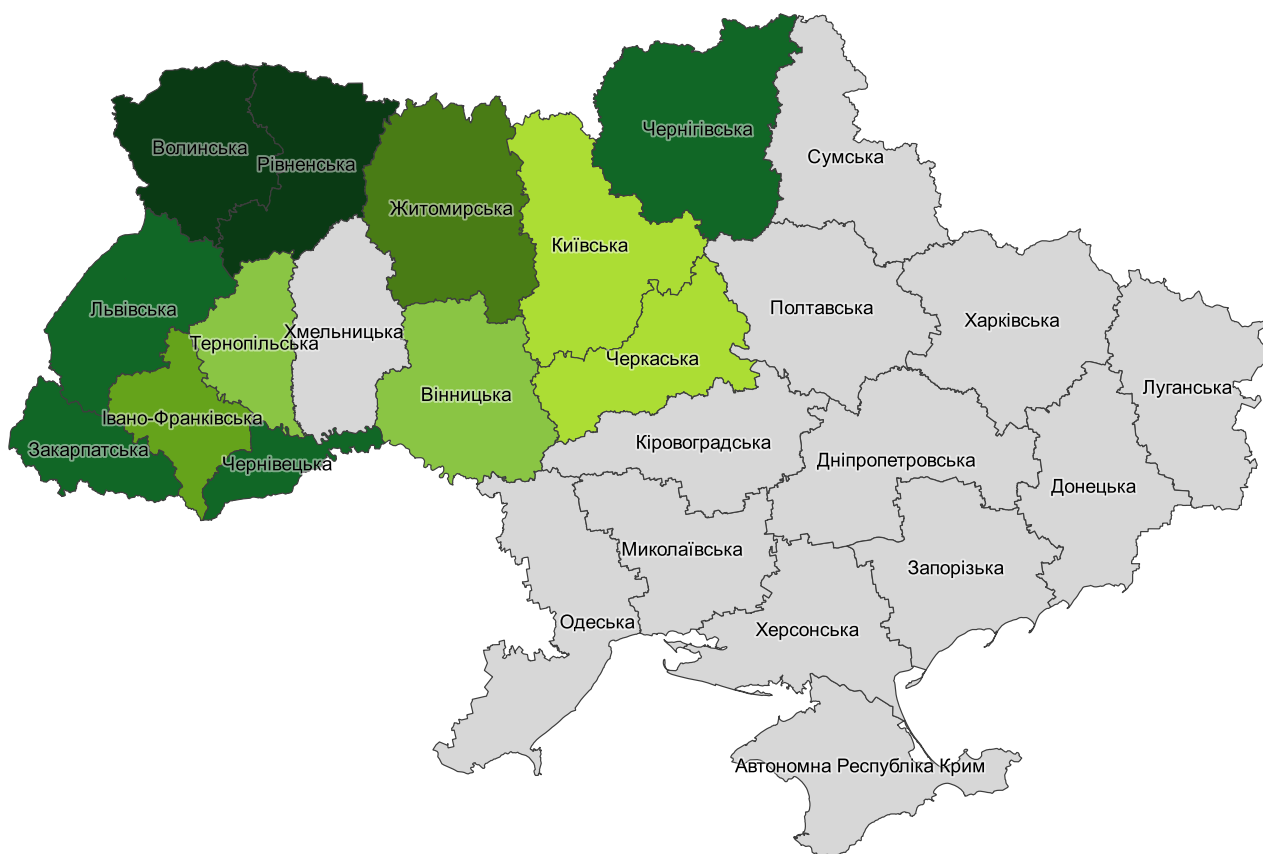 Чернігівська
Волинська
Рівненська
Сумська
Житомирська
Київська
Львівська
Полтавська
Харківська
Хмельницька
Тернопільська
Черкаська
Луганська
Вінницька
Івано-Франківська
Кіровоградська
Закарпатська
Чернівецька
Дніпропетровська
Донецька
Миколаївська
Запорізька
Одеська
Херсонська
Автономна Республіка Крим